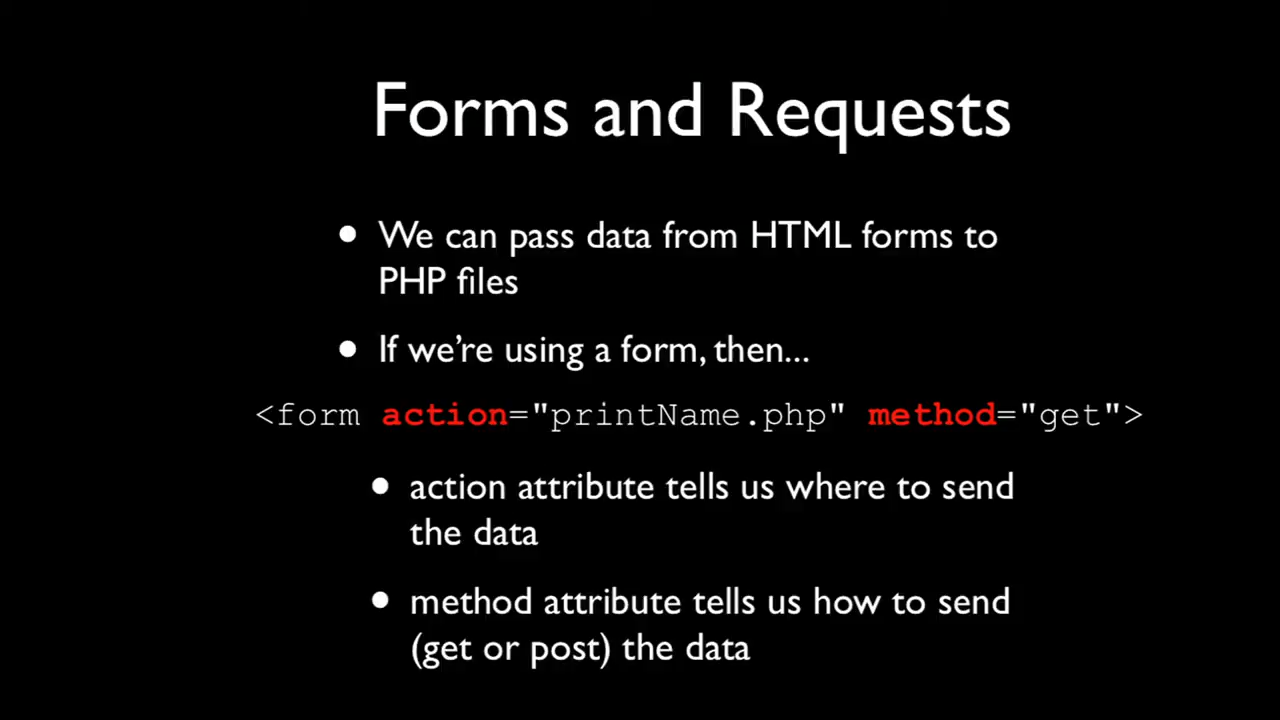 Forms and Requests
• We can pass data from HTML forms to
PHP files
• If we’re using a form, then...
<form action="printName.php" method="get">
• action attribute tells us where to send
the data
• method attribute tells us how to send
(get or post) the data